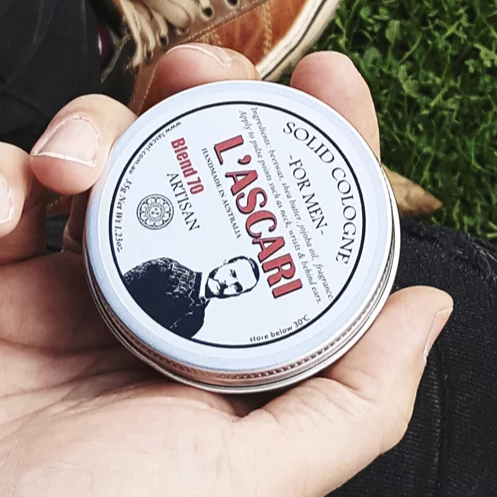 SOLID COLOGNE
-FOR MEN-
Ingredients: beeswax, shea butter, jojoba oil, fragrance.
Apply to pulse points such as neck, wrists & behind ears.
L'ASCARI
HANDMADE IN AUSTRALIA
Blend 70
ARTISAN
www.lascari.com.au
35g Net Wt 1.23oz
store below 30°C